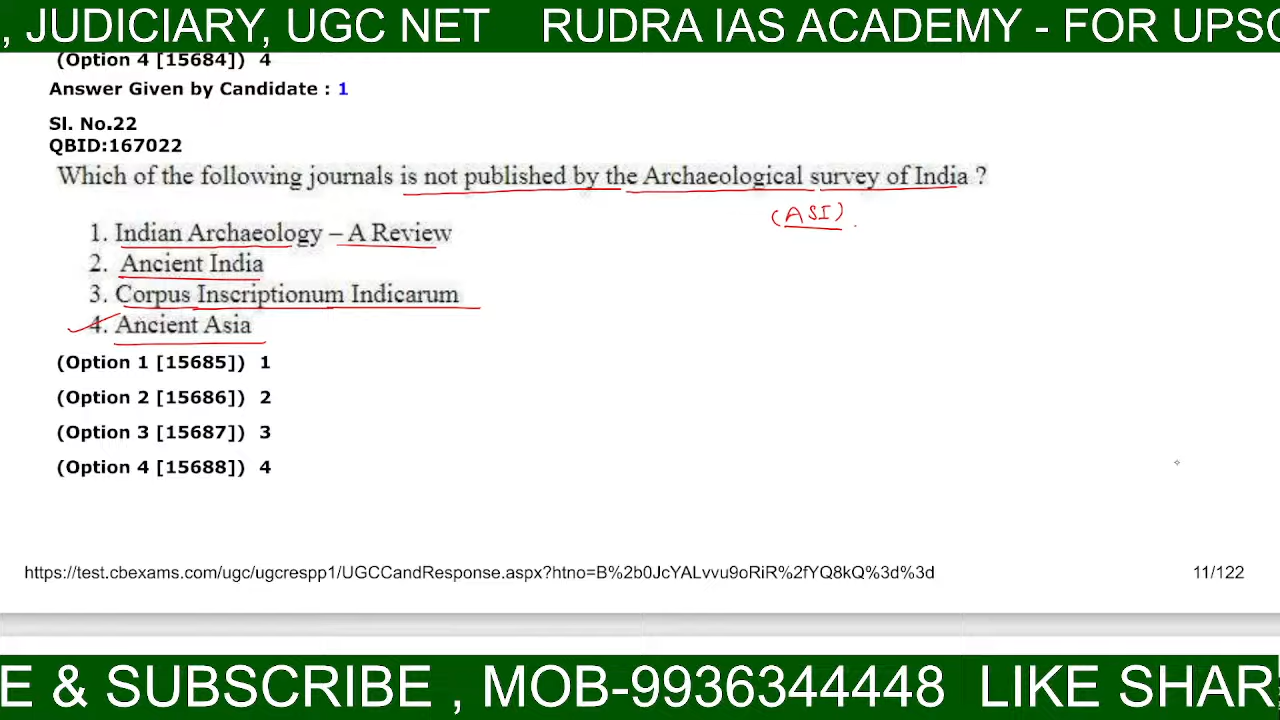 , JUDICIARY, UGC NET    RUDRA IAS ACADEMY - FOR UPSC
(Option 4 [15684]) 4
Answer Given by Candidate : 1
Sl. No.22
QBID:167022
Which of the following journals is not published by the Archaeological survey of India ?
(ASI).
1. Indian Archaeology – A Review
2. Ancient India
3. Corpus Inscriptionum Indicarum
4. Ancient Asia
(Option 1 [15685]) 1
(Option 2 [15686]) 2
(Option 3 [15687]) 3
(Option 4 [15688]) 4
https://test.cbexams.com/ugc/ugcrespp1/UGCCandResponse.aspx?htno=B%2b0JcYALvvu9oRiR%2fYQ8kQ%3d%3d    11/122
E & SUBSCRIBE , MOB-9936344448    LIKE SHAR